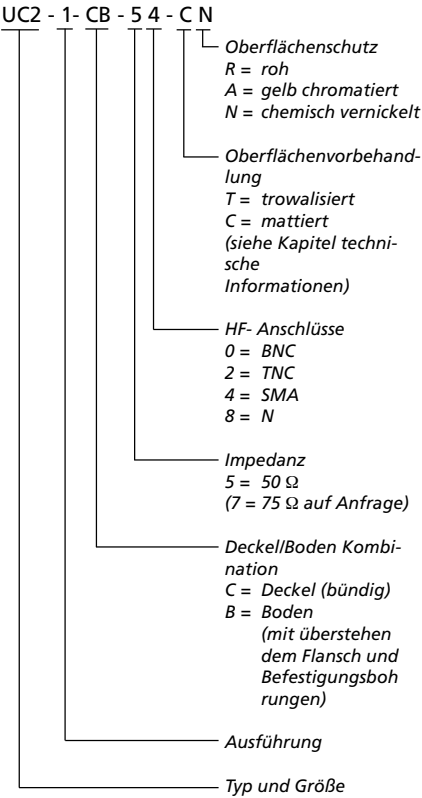 UC2 - 1- CB - 5 4 - C N
Oberflächenschutz
R = roh
A = gelb chromatiert
N = chemisch vernickelt
Oberflächenvorbehand-
lung
T = trowalisiert
C = mattiert
(siehe Kapitel techni-
sche
Informationen)
HF- Anschlüsse
0 = BNC
2 = TNC
4 = SMA
8 = N
Impedanz
5 = 50 Ω
(7 = 75 Ω auf Anfrage)
Deckel/Boden Kombi-
nation
C = Deckel (bündig)
B = Boden
(mit überstehen
dem Flansch und
Befestigungsboh
rungen)
Ausführung
Typ und Größe